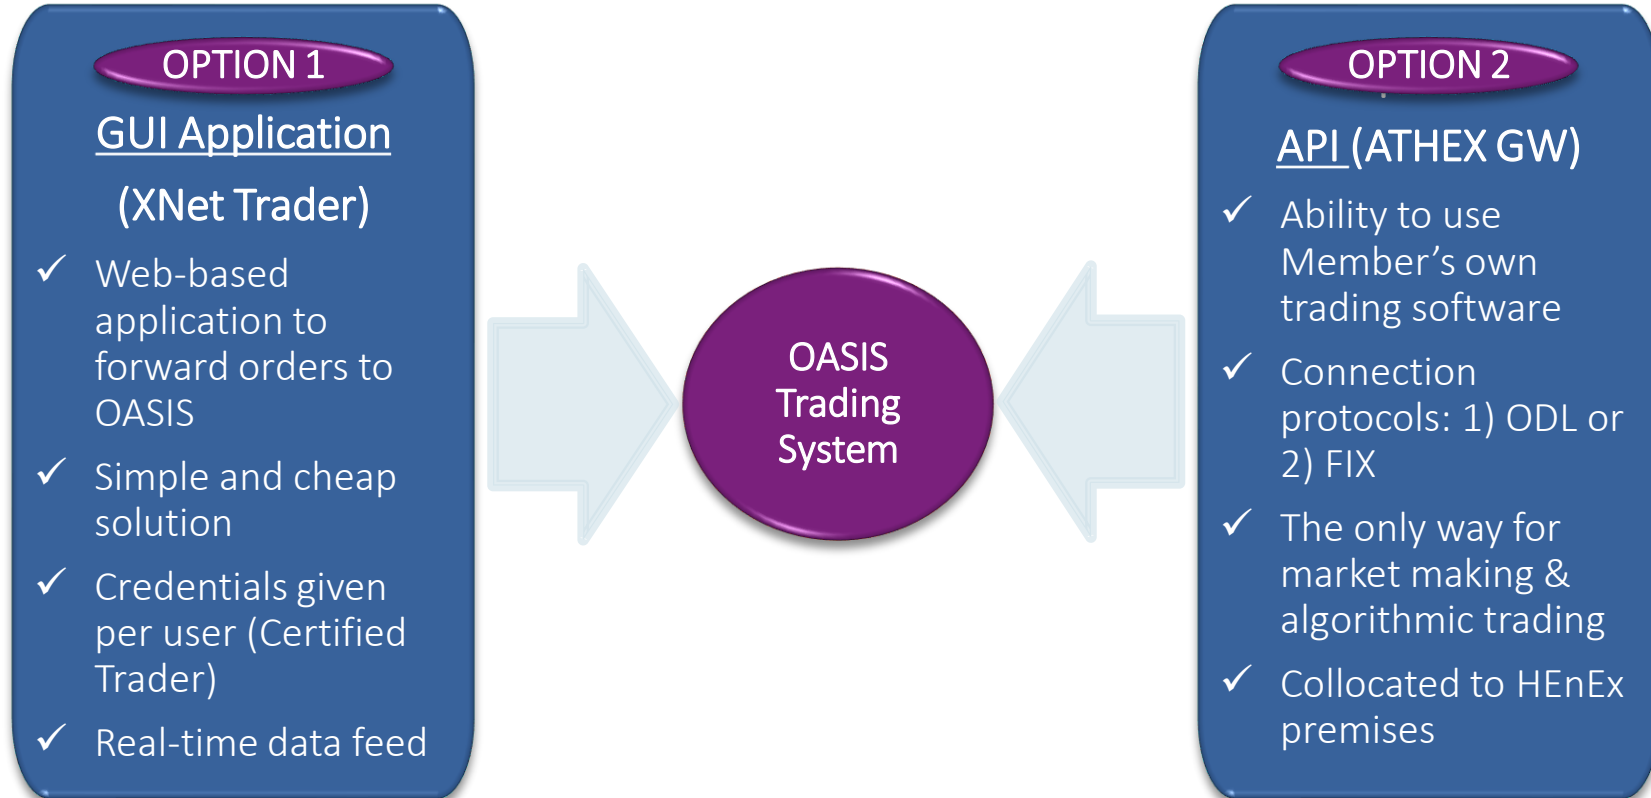 OPTION 1
GUI Application
(XNet Trader)
✓ Web-based
application to
forward orders to
OASIS
✓ Simple and cheap
solution
✓ Credentials given
per user (Certified
Trader)
✓ Real-time data feed
OASIS
Trading
System
OPTION 2
API (ATHEX GW)
✓ Ability to use
Member’s own
trading software
✓ Connection
protocols: 1) ODL or
2) FIX
✓ The only way for
market making &
algorithmic trading
✓ Collocated to HEnEx
premises